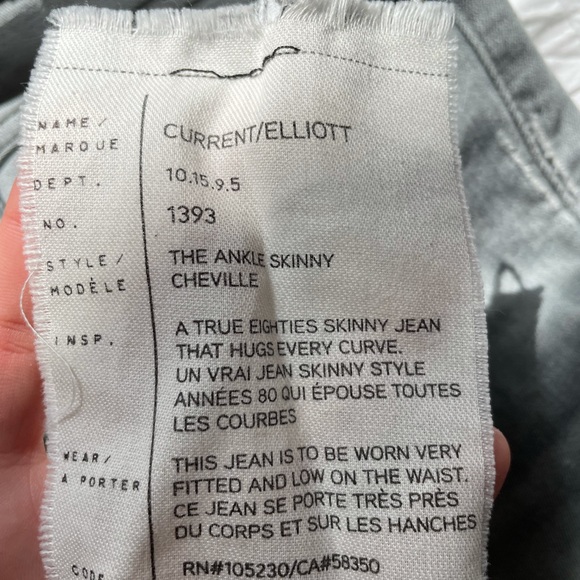 NAME / MARQUE CURRENT/ELLIOTT
DEPT. 10.15.9.5
NO. 1393
STYLE / MODÈLE THE ANKLE SKINNY
CHEVILLE
INSP. A TRUE EIGHTIES SKINNY JEAN
THAT HUGS EVERY CURVE.
UN VRAI JEAN SKINNY STYLE
ANNÉES 80 QUI ÉPOUSE TOUTES
LES COURBES
WEAR / A PORTER THIS JEAN IS TO BE WORN VERY
FITTED AND LOW ON THE WAIST.
CE JEAN SE PORTE TRÈS PRÈS
DU CORPS ET SUR LES HANCHES
CODE RN#105230/CA#58350